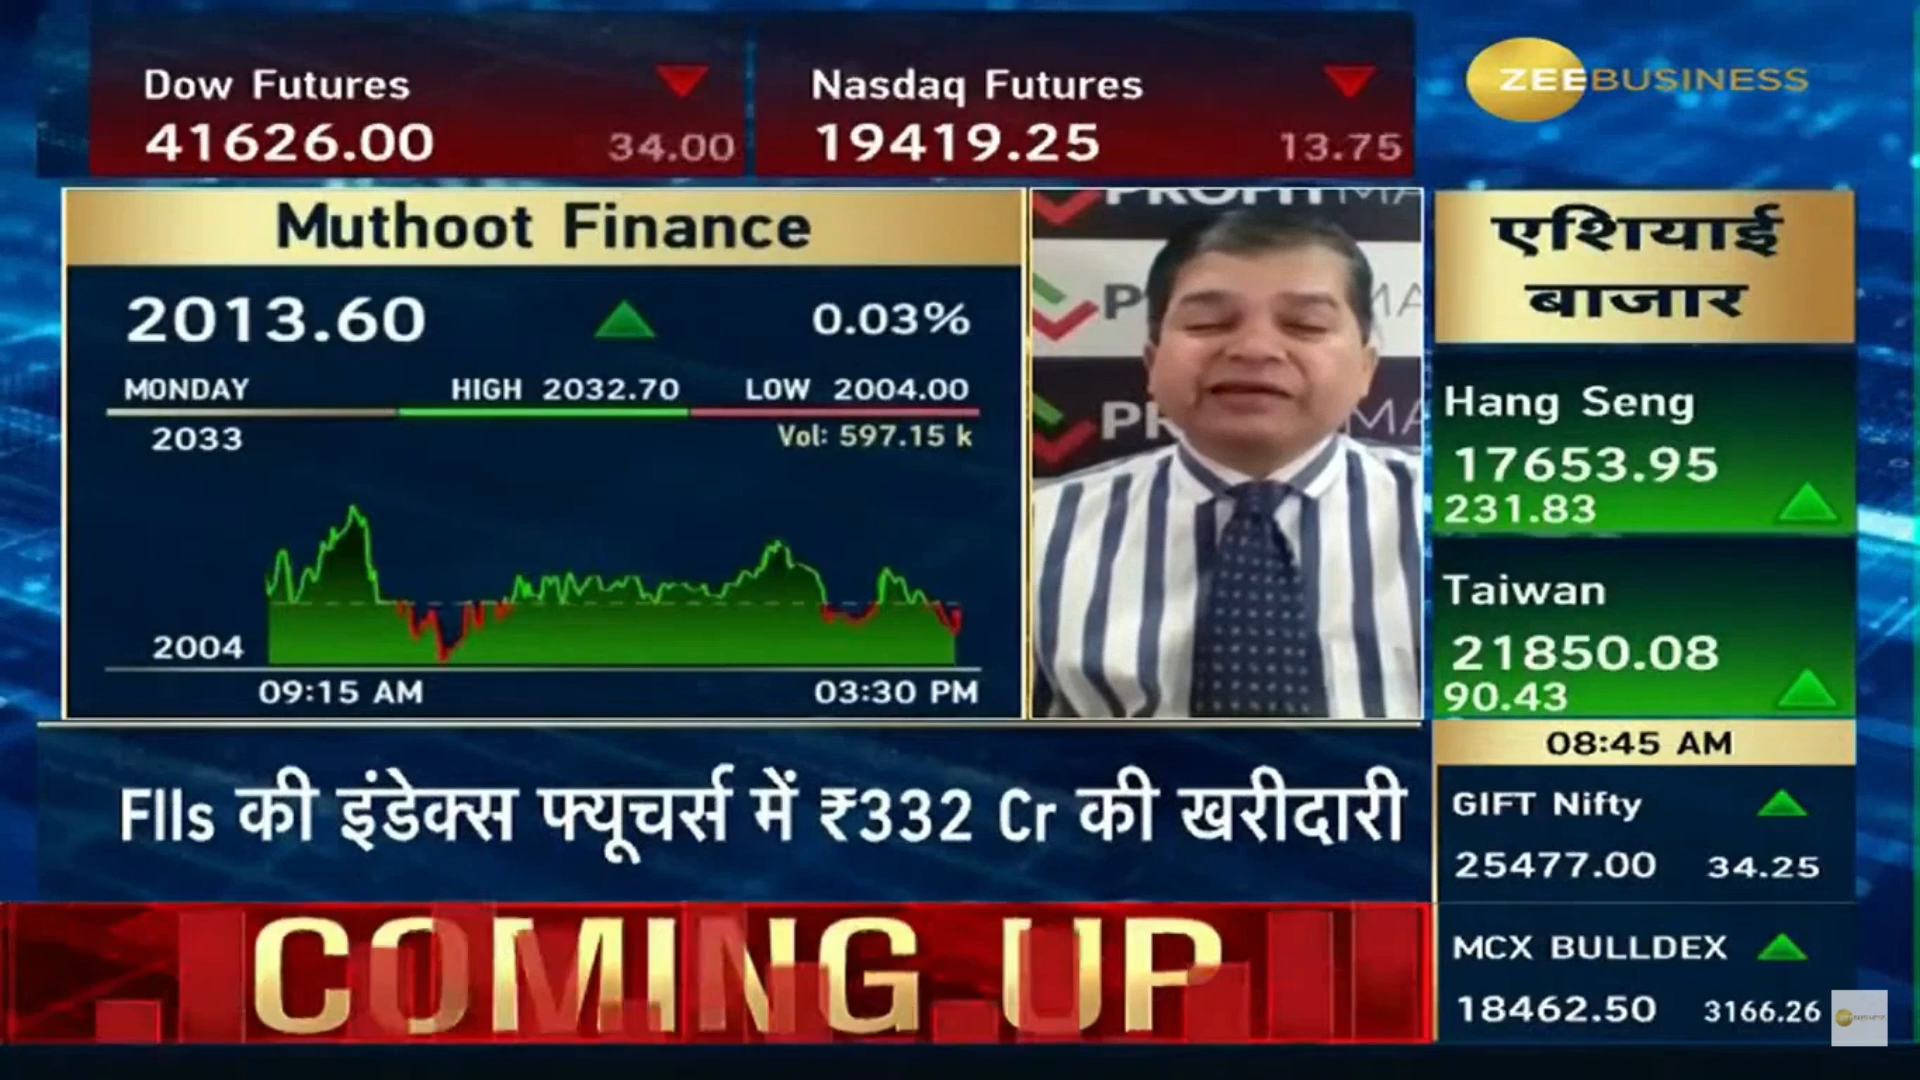 Dow Futures
41626.00 34.00
Nasdaq Futures
19419.25 13.75
ZEEBUSINESS
Muthoot Finance
2013.60 0.03%
MONDAY HIGH 2032.70 LOW 2004.00
2033 Vol: 597.15 k
2004
09:15 AM 03:30 PM
एशियाई
बाजार
Hang Seng
17653.95
231.83
Taiwan
21850.08
90.43
08:45 AM
GIFT Nifty
25477.00 34.25
MCX BULLDEX
18462.50 3166.26
FIIs की इंडेक्स फ्यूचर्स में ₹332 Cr की खरीदारी
COMING UP